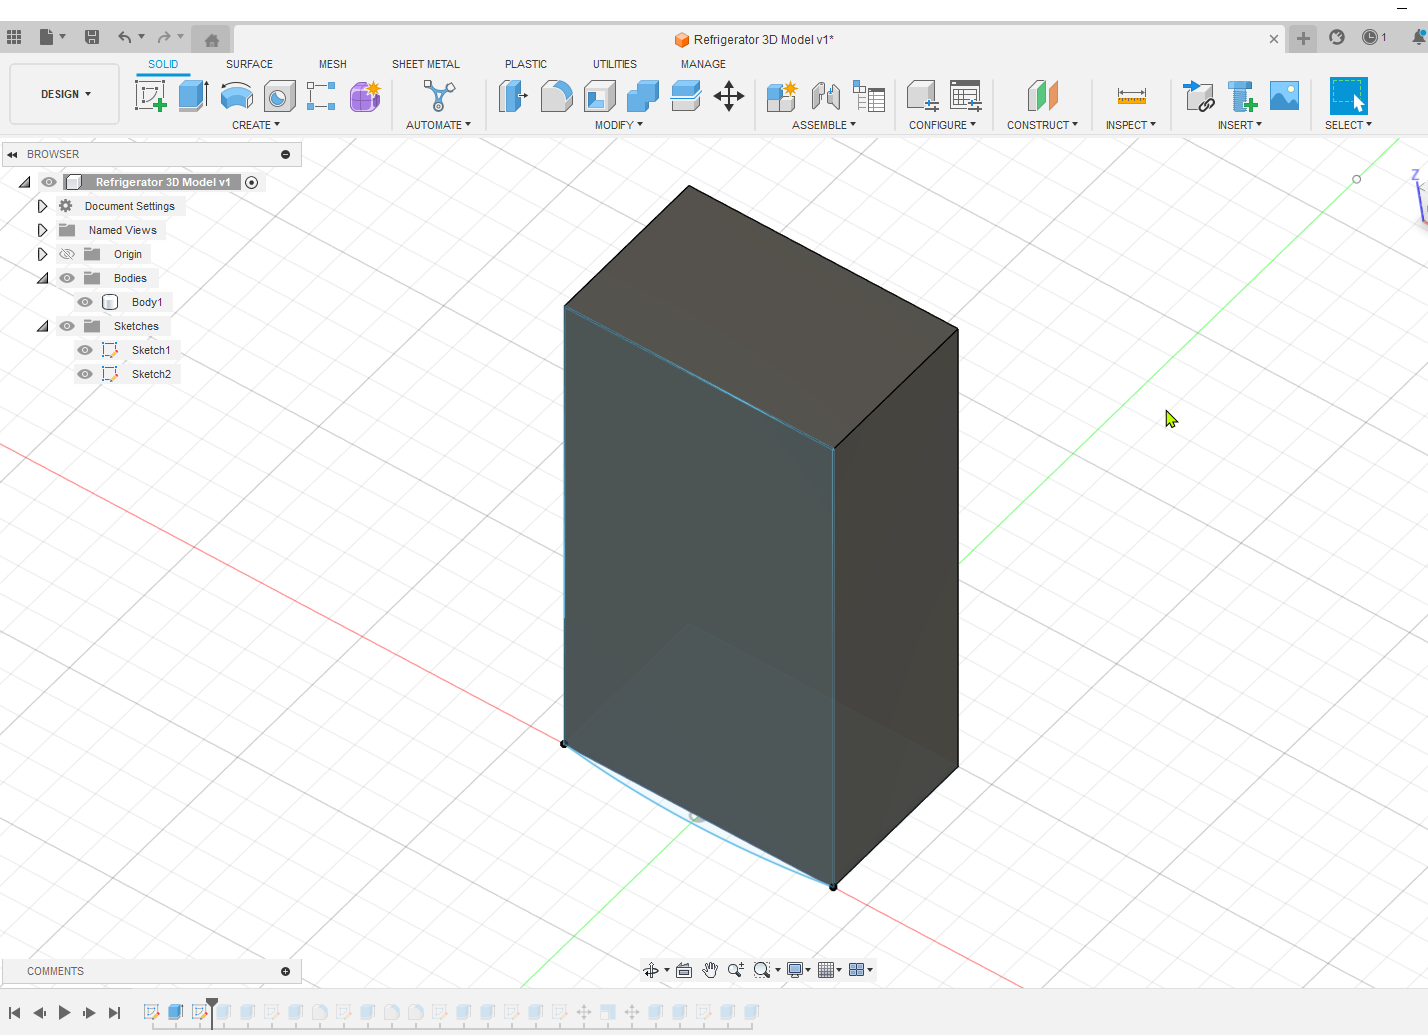 Refrigerator 3D Model v1*
1
SOLID SURFACE MESH SHEET METAL PLASTIC UTILITIES MANAGE
DESIGN
CREATE AUTOMATE MODIFY ASSEMBLE CONFIGURE CONSTRUCT INSPECT INSERT SELECT
BROWSER
Refrigerator 3D Model v1
Document Settings
Named Views
Origin
Bodies
Body1
Sketches
Sketch1
Sketch2
Z
COMMENTS